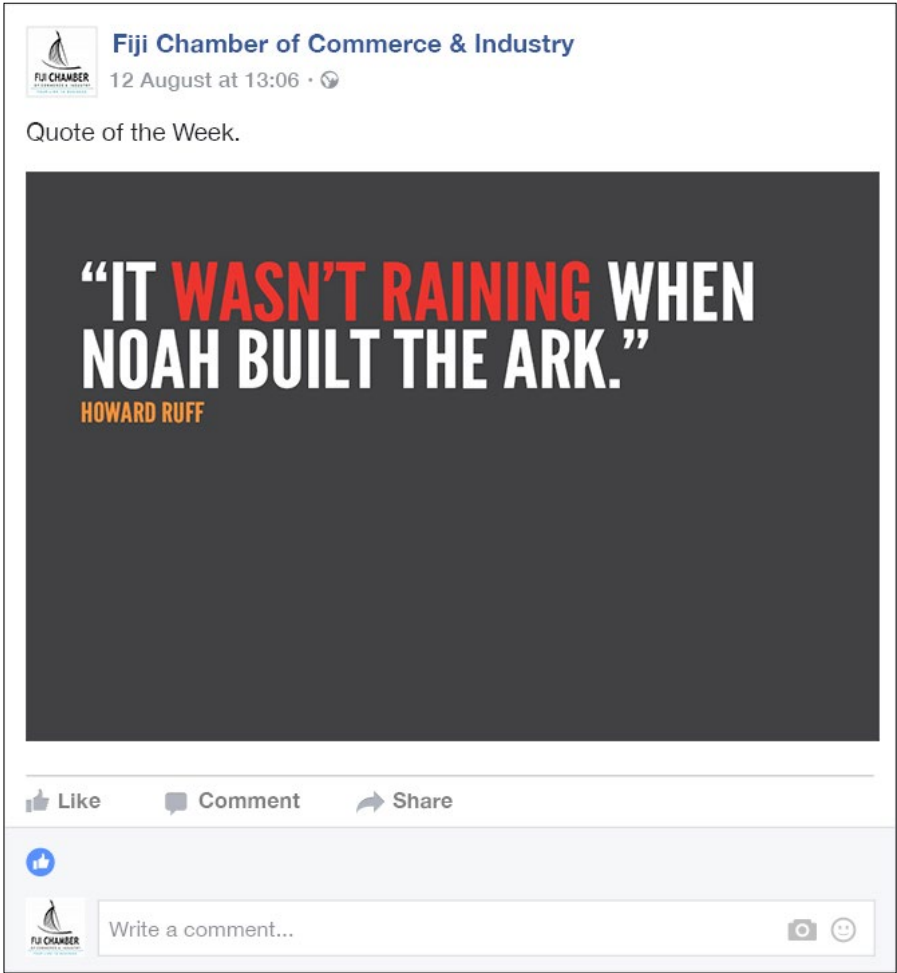 FIJI CHAMBER
Fiji Chamber of Commerce & Industry
12 August at 13:06 ·
Quote of the Week.
“IT WASN’T RAINING WHEN
NOAH BUILT THE ARK.”
HOWARD RUFF
Like Comment Share
FIJI CHAMBER
Write a comment...